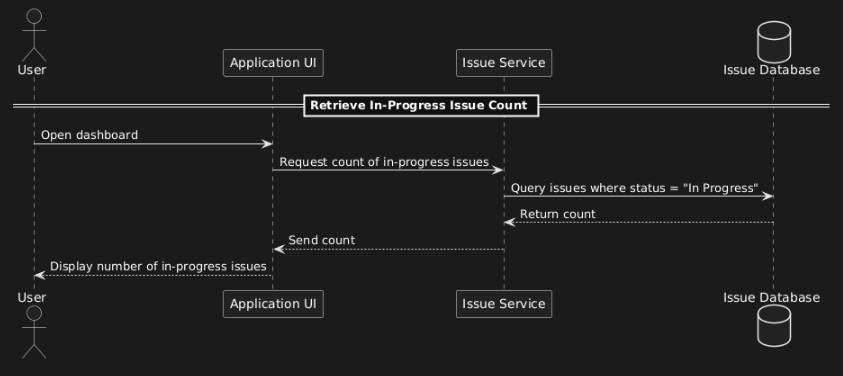 User
Application UI
Issue Service
Issue Database
Retrieve In-Progress Issue Count
Open dashboard
Request count of in-progress issues
Query issues where status = "In Progress"
Return count
Send count
Display number of in-progress issues
User
Application UI
Issue Service
Issue Database